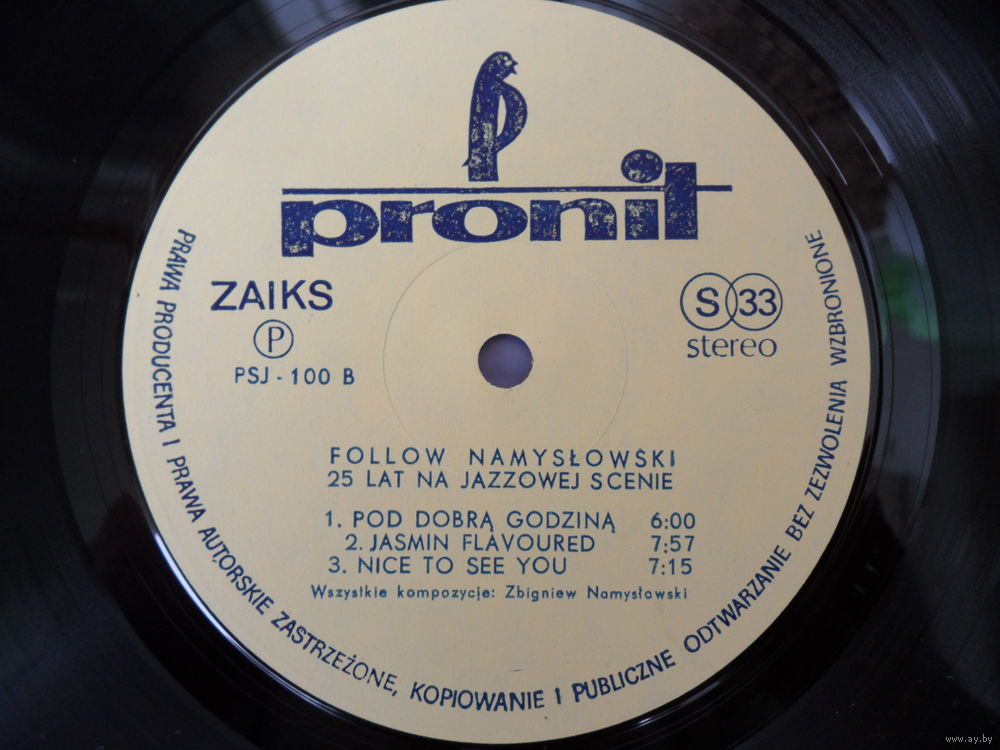 pronit
ZAIKS
P
PSJ - 100 B
S 33
stereo
FOLLOW NAMYSŁOWSKI
25 LAT NA JAZZOWEJ SCENIE
1. POD DOBRĄ GODZINĄ 6:00
2. JASMIN FLAVOURED 7:57
3. NICE TO SEE YOU 7:15
Wszystkie kompozycje: Zbigniew Namysłowski
PRAWA PRODUCENTA I PRAWA AUTORSKIE ZASTRZEŻONE, KOPIOWANIE I PUBLICZNE ODTWARZANIE BEZ ZEZWOLENIA WZBRONIONE
www.ay.by